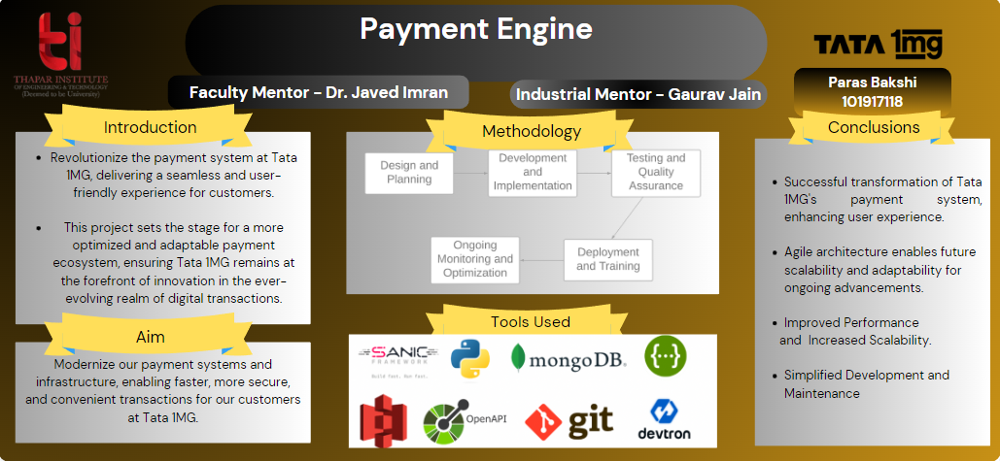 Payment Engine
ti
THAPAR INSTITUTE
OF ENGINEERING & TECHNOLOGY
(Deemed to be University)
TATA 1mg
Faculty Mentor - Dr. Javed Imran
Industrial Mentor - Gaurav Jain
Paras Bakshi
101917118
Introduction
• Revolutionize the payment system at Tata
1MG, delivering a seamless and user-
friendly experience for customers.
• This project sets the stage for a more
optimized and adaptable payment
ecosystem, ensuring Tata 1MG remains at
the forefront of innovation in the ever-
evolving realm of digital transactions.
Aim
Modernize our payment systems and
infrastructure, enabling faster, more secure,
and convenient transactions for our customers
at Tata 1MG.
Methodology
Design and
Planning
Development
and
Implementation
Testing and
Quality
Assurance
Deployment
and Training
Ongoing
Monitoring and
Optimization
Tools Used
SANIC
FRAMEWORK
Build fast. Run fast.
mongoDB®
{···}
OpenAPI
git
devtron
Conclusions
• Successful transformation of Tata
1MG's payment system,
enhancing user experience.
• Agile architecture enables future
scalability and adaptability for
ongoing advancements.
• Improved Performance
and Increased Scalability.
• Simplified Development and
Maintenance